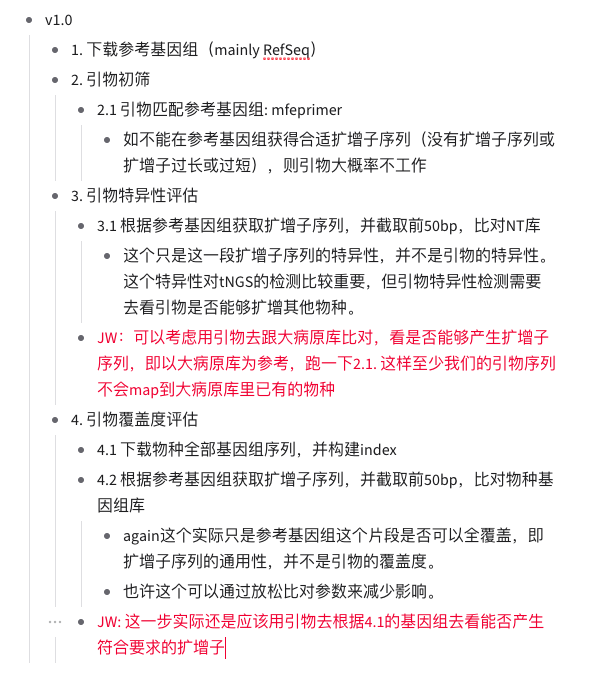 v1.0
1. 下载参考基因组（mainly RefSeq）
2. 引物初筛
2.1 引物匹配参考基因组: mfeprimer
如不能在参考基因组获得合适扩增子序列（没有扩增子序列或
扩增子过长或过短），则引物大概率不工作
3. 引物特异性评估
3.1 根据参考基因组获取扩增子序列，并截取前50bp，比对NT库
这个只是这一段扩增子序列的特异性，并不是引物的特异性。
这个特异性对tNGS的检测比较重要，但引物特异性检测需要
去看引物是否能够扩增其他物种。
JW：可以考虑用引物去跟大病原库比对，看是否能够产生扩增子
序列，即以大病原库为参考，跑一下2.1. 这样至少我们的引物序列
不会map到大病原库里已有的物种
4. 引物覆盖度评估
4.1 下载物种全部基因组序列，并构建index
4.2 根据参考基因组获取扩增子序列，并截取前50bp，比对物种基
因组库
again这个实际只是参考基因组这个片段是否可以全覆盖，即
扩增子序列的通用性，并不是引物的覆盖度。
也许这个可以通过放松比对参数来减少影响。
JW: 这一步实际还是应该用引物去根据4.1的基因组去看能否产生
符合要求的扩增子